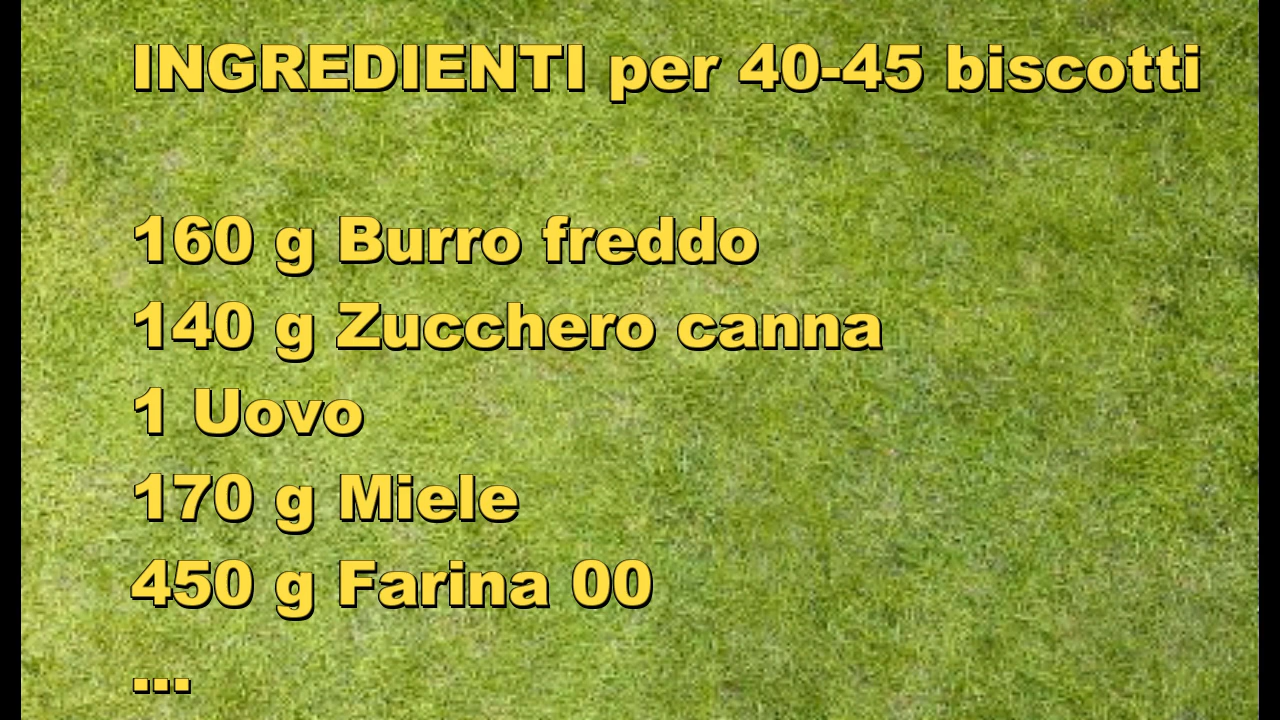 INGREDIENTI per 40-45 biscotti
160 g Burro freddo
140 g Zucchero canna
1 Uovo
170 g Miele
450 g Farina 00
...